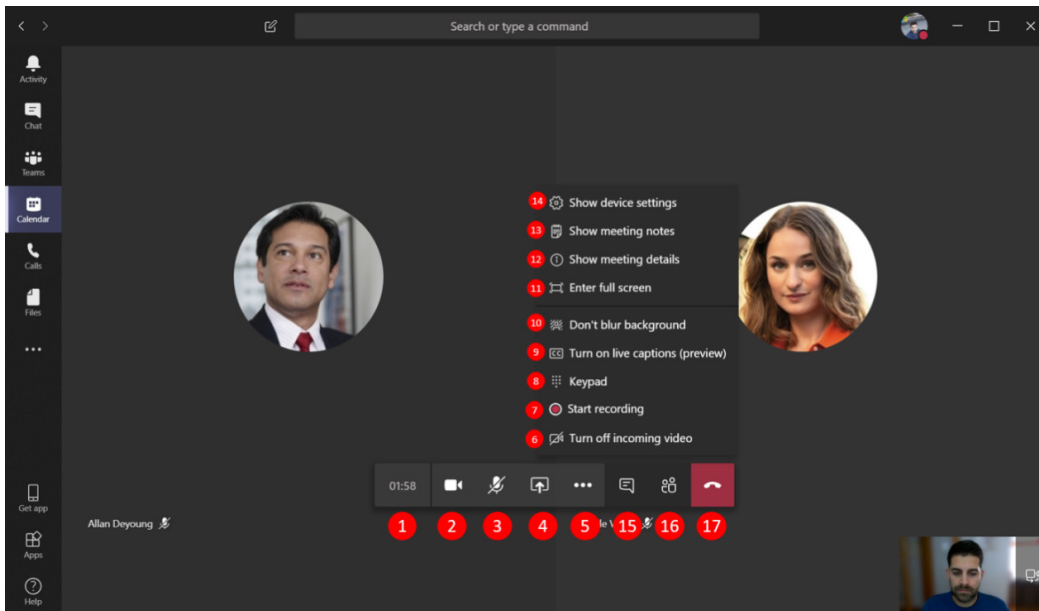 Search or type a command
Activity
Chat
Teams
Calendar
Calls
Files
Get app
Apps
Help
14 Show device settings
13 Show meeting notes
12 Show meeting details
11 Enter full screen
10 Don't blur background
9 CC Turn on live captions (preview)
8 Keypad
7 Start recording
6 Turn off incoming video
01:58
Allan Deyoung
1 2 3 4 5 15 16 17